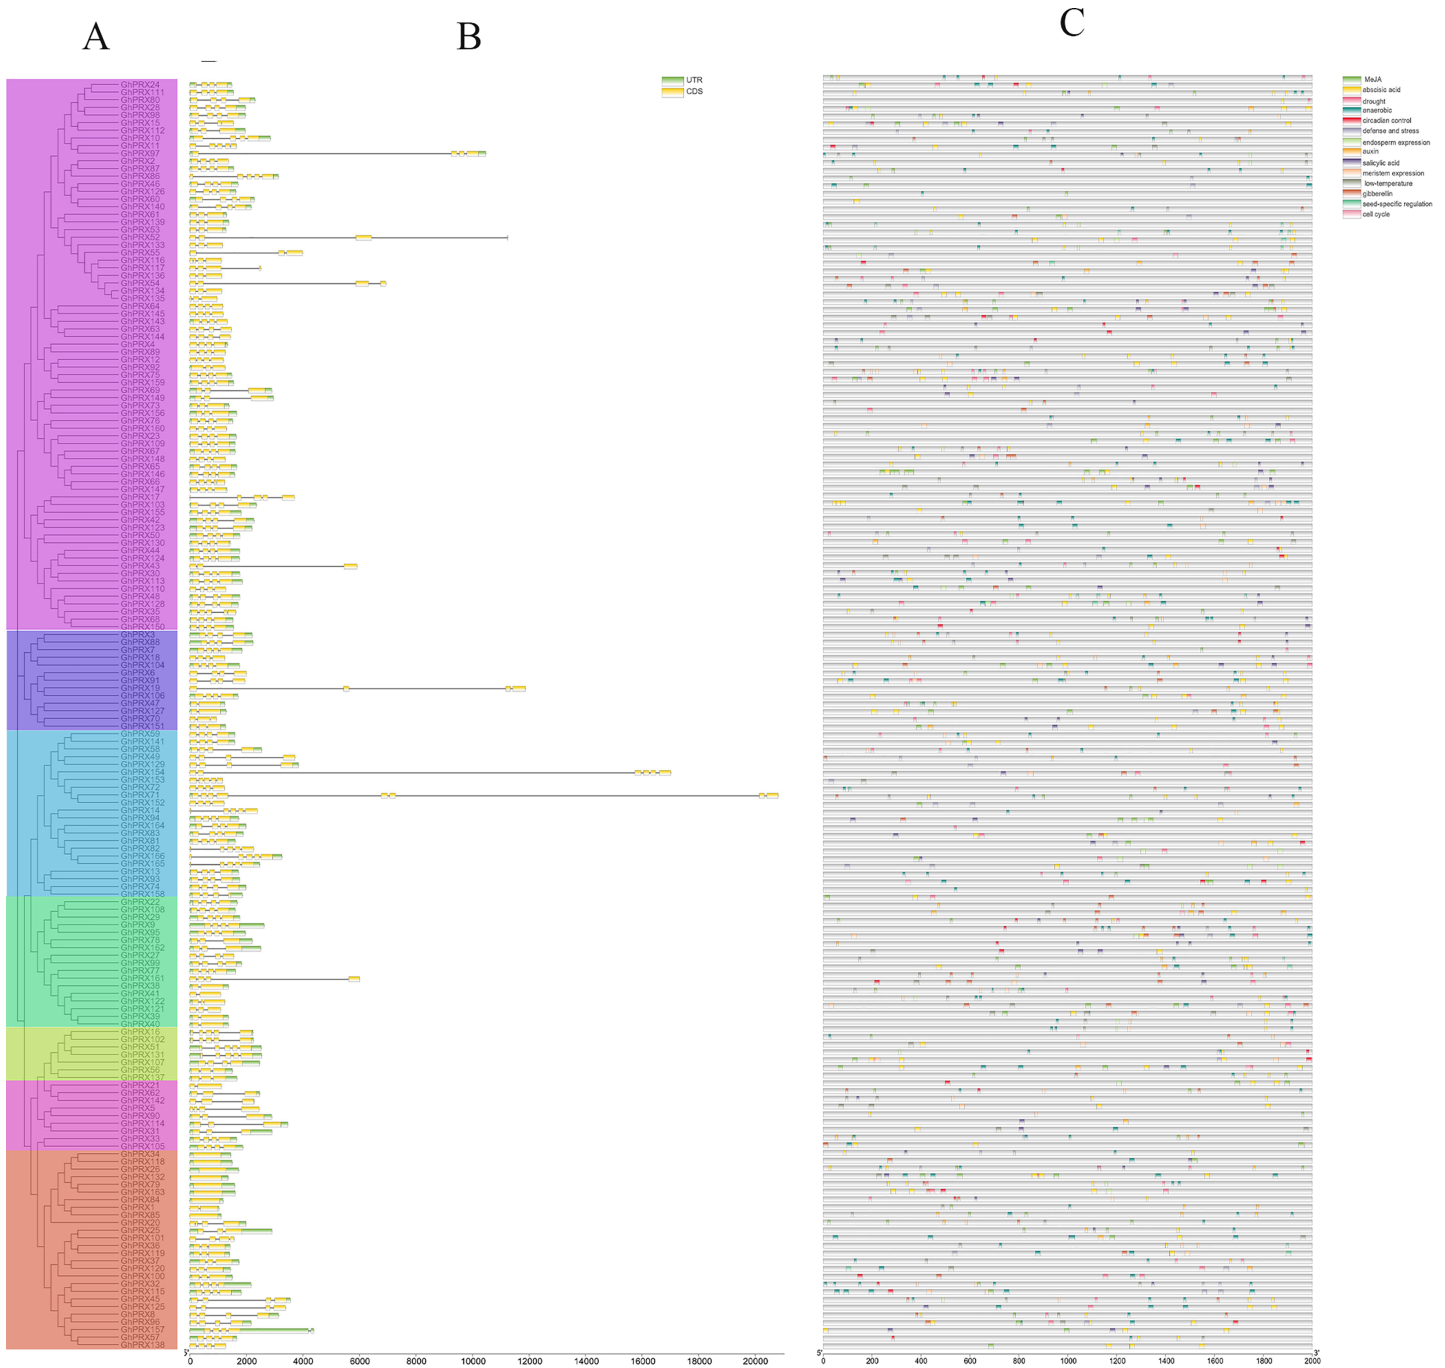 A
B
C
UTR
CDS
MeJA
abscisic acid
drought
anaerobic
circadian control
defense and stress
endosperm expression
auxin
salicylic acid
meristem expression
low-temperature
gibberellin
seed-specific regulation
cell cycle
GhPRX24
GhPRX111
GhPRX80
GhPRX28
GhPRX98
GhPRX15
GhPRX112
GhPRX10
GhPRX11
GhPRX97
GhPRX2
GhPRX87
GhPRX86
GhPRX46
GhPRX126
GhPRX60
GhPRX140
GhPRX61
GhPRX139
GhPRX53
GhPRX52
GhPRX133
GhPRX55
GhPRX116
GhPRX117
GhPRX136
GhPRX54
GhPRX134
GhPRX135
GhPRX64
GhPRX145
GhPRX143
GhPRX63
GhPRX144
GhPRX4
GhPRX89
GhPRX12
GhPRX92
GhPRX75
GhPRX159
GhPRX69
GhPRX149
GhPRX73
GhPRX156
GhPRX76
GhPRX160
GhPRX23
GhPRX109
GhPRX67
GhPRX148
GhPRX65
GhPRX146
GhPRX66
GhPRX147
GhPRX17
GhPRX103
GhPRX155
GhPRX42
GhPRX123
GhPRX50
GhPRX130
GhPRX44
GhPRX124
GhPRX43
GhPRX30
GhPRX113
GhPRX110
GhPRX48
GhPRX128
GhPRX35
GhPRX68
GhPRX150
GhPRX3
GhPRX88
GhPRX7
GhPRX18
GhPRX104
GhPRX6
GhPRX91
GhPRX19
GhPRX106
GhPRX47
GhPRX127
GhPRX70
GhPRX151
GhPRX59
GhPRX141
GhPRX58
GhPRX49
GhPRX129
GhPRX154
GhPRX153
GhPRX72
GhPRX71
GhPRX152
GhPRX14
GhPRX94
GhPRX164
GhPRX83
GhPRX81
GhPRX82
GhPRX166
GhPRX165
GhPRX13
GhPRX93
GhPRX74
GhPRX158
GhPRX22
GhPRX108
GhPRX29
GhPRX9
GhPRX95
GhPRX78
GhPRX162
GhPRX27
GhPRX99
GhPRX77
GhPRX161
GhPRX38
GhPRX41
GhPRX122
GhPRX121
GhPRX39
GhPRX40
GhPRX16
GhPRX102
GhPRX51
GhPRX131
GhPRX107
GhPRX56
GhPRX137
GhPRX21
GhPRX62
GhPRX142
GhPRX5
GhPRX90
GhPRX114
GhPRX31
GhPRX33
GhPRX105
GhPRX34
GhPRX118
GhPRX26
GhPRX132
GhPRX79
GhPRX163
GhPRX84
GhPRX1
GhPRX85
GhPRX20
GhPRX25
GhPRX101
GhPRX36
GhPRX119
GhPRX37
GhPRX120
GhPRX100
GhPRX32
GhPRX115
GhPRX45
GhPRX125
GhPRX8
GhPRX96
GhPRX157
GhPRX57
GhPRX138
5'
0 2000 4000 6000 8000 10000 12000 14000 16000 18000 20000
5' 3'
0 200 400 600 800 1000 1200 1400 1600 1800 2000